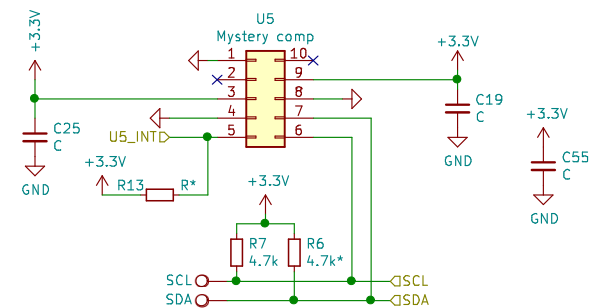 +3.3V
U5
Mystery comp
1
10
2
9
3
8
4
7
5
6
+3.3V
C19
C
GND
C25
C
GND
U5_INT
+3.3V
R13
R*
+3.3V
C55
C
GND
+3.3V
R7
4.7k
R6
4.7k*
SCL
SCL
SDA
SDA